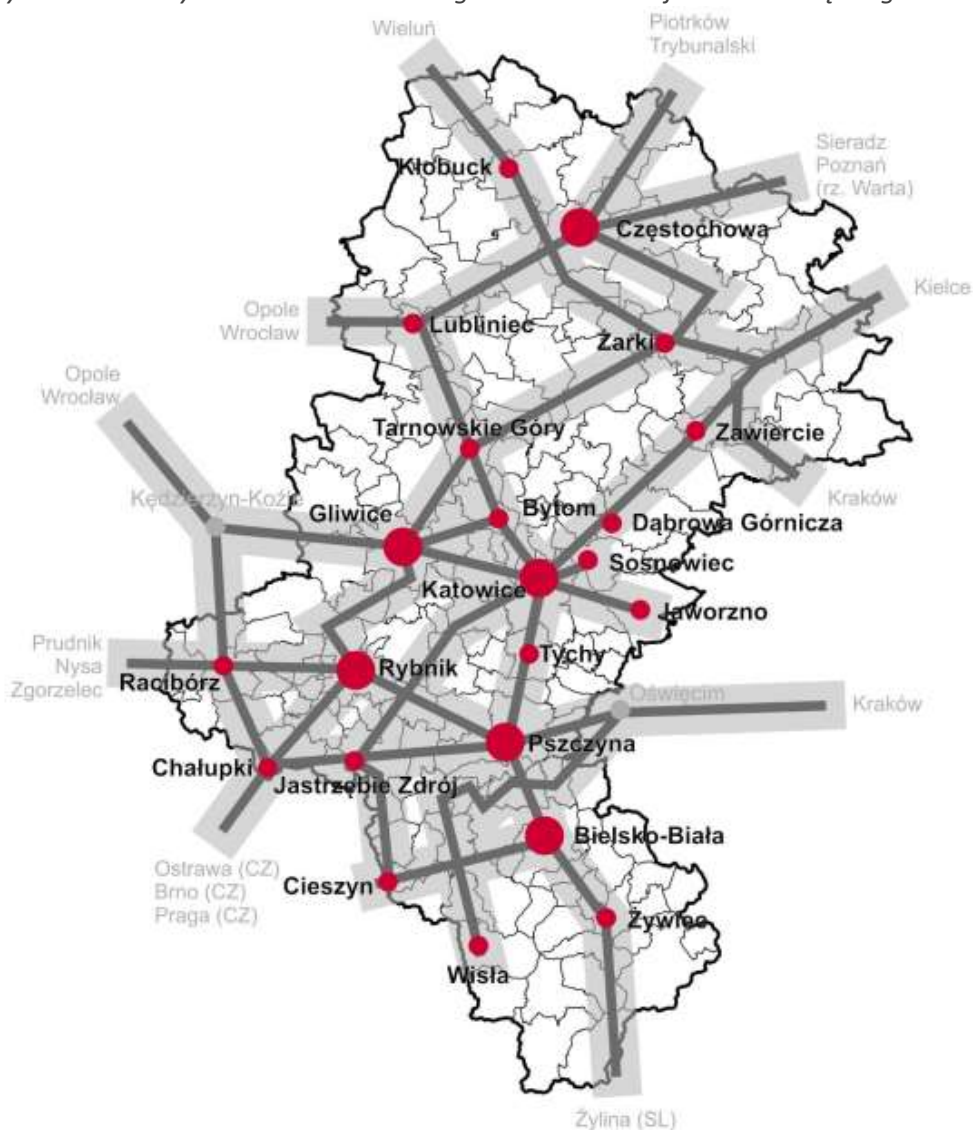 Wieluń
Piotrków
Trybunalski
Sieradz
Poznań
(rz. Warta)
Kłobuck
Częstochowa
Kielce
Opole
Wrocław
Lubliniec
Żarki
Opole
Wrocław
Tarnowskie Góry
Zawiercie
Kraków
Kędzierzyn-Koźle
Gliwice
Bytom
Dąbrowa Górnicza
Sosnowiec
Katowice
Jaworzno
Prudnik
Nysa
Zgorzelec
Racibórz
Rybnik
Tychy
Oświęcim
Kraków
Pszczyna
Chałupki
Jastrzębie Zdrój
Bielsko-Biała
Ostrawa (CZ)
Brno (CZ)
Praga (CZ)
Cieszyn
Żywiec
Wisła
Żylina (SL)